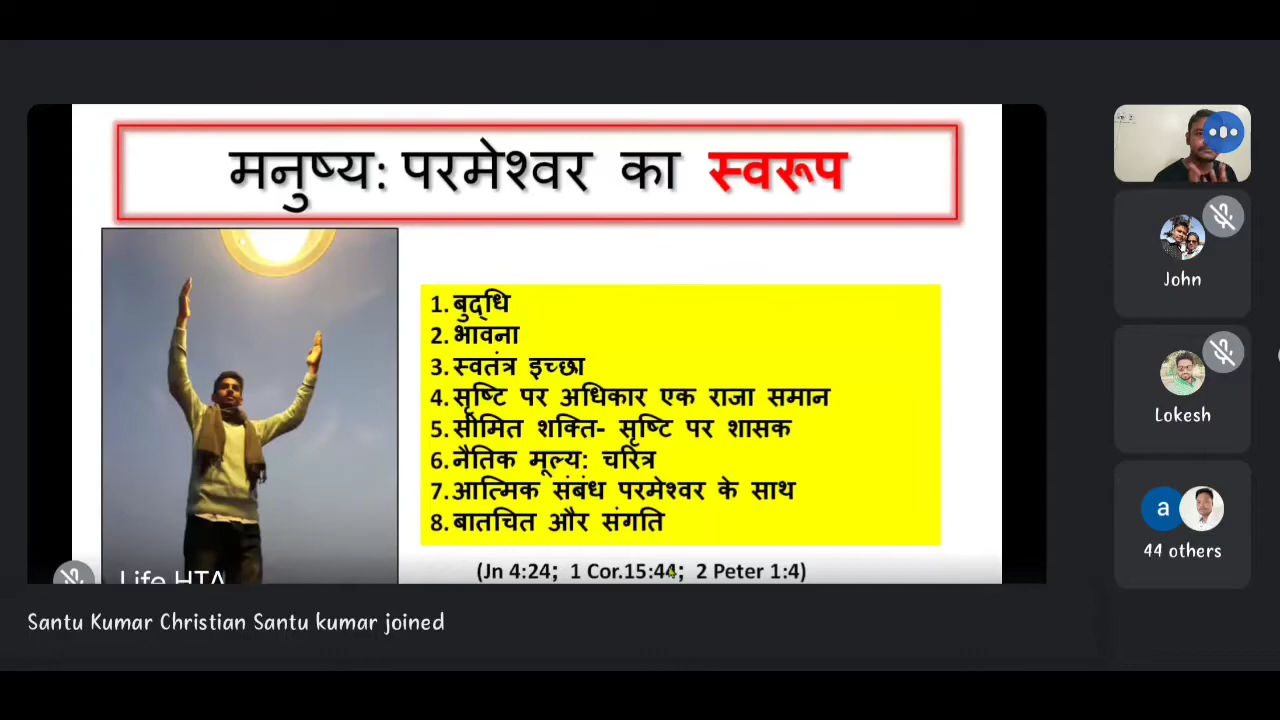 मनुष्य: परमेश्वर का स्वरूप
1. बुद्धि
2. भावना
3. स्वतंत्र इच्छा
4. सृष्टि पर अधिकार एक राजा समान
5. सीमित शक्ति- सृष्टि पर शासक
6. नैतिक मूल्य: चरित्र
7. आत्मिक संबंध परमेश्वर के साथ
8. बातचित और संगति
(Jn 4:24; 1 Cor.15:44; 2 Peter 1:4)
Life HTA
Santu Kumar Christian Santu kumar joined
John
Lokesh
a
44 others